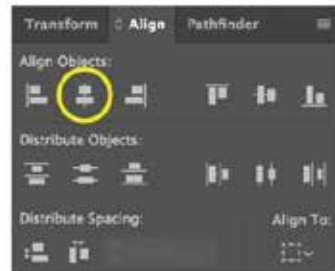 Transform Align Pathfinder
Align Objects:
Distribute Objects:
Distribute Spacing: Align To: